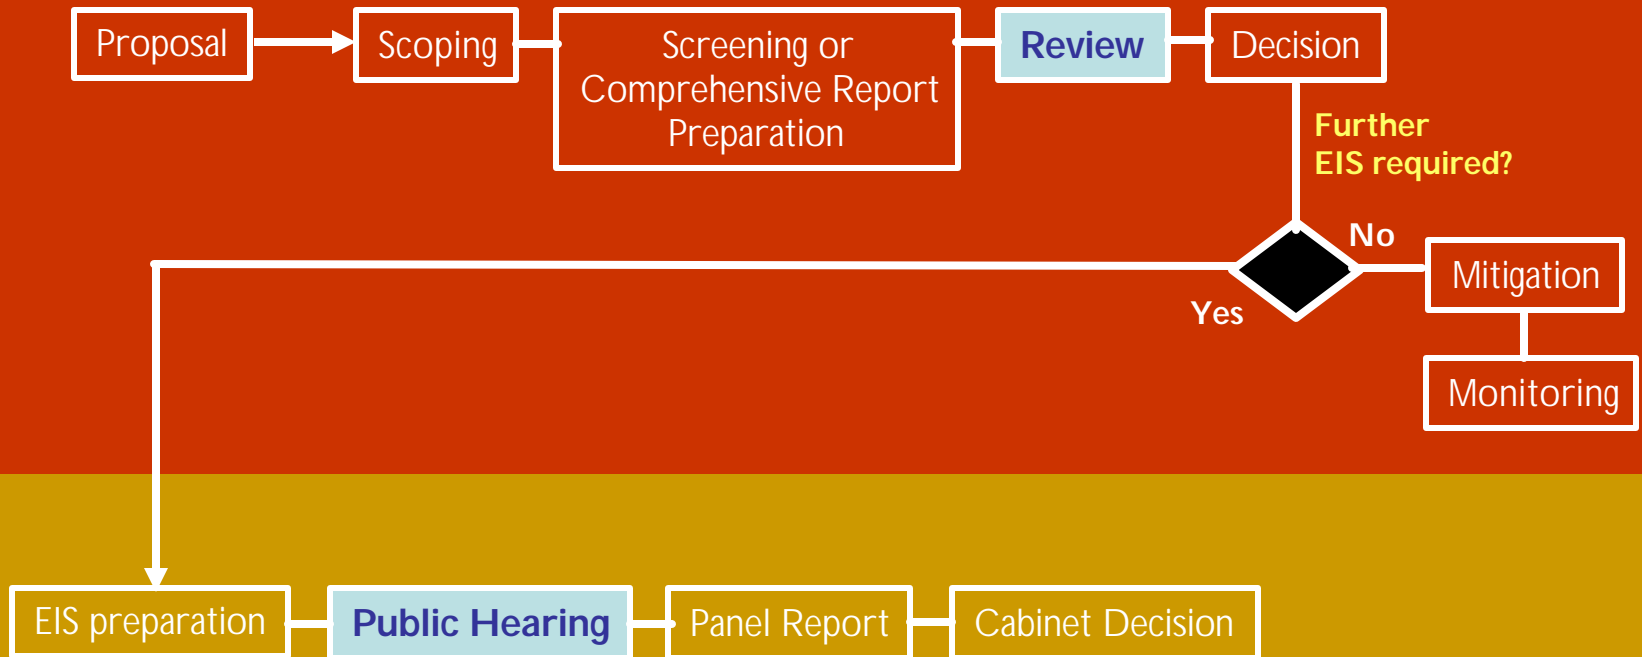 Proposal
Scoping
Screening or
Comprehensive Report
Preparation
Review
Decision
Further
EIS required?
No
Mitigation
Yes
Monitoring
EIS preparation
Public Hearing
Panel Report
Cabinet Decision